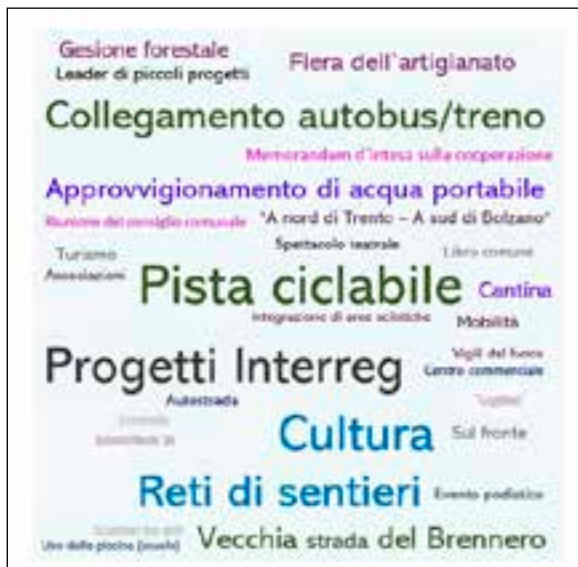 Gesione forestale
Leader di piccoli progetti
Fiera dell'artigianato
Collegamento autobus/treno
Memorandum d'intesa sulla cooperazione
Approvvigionamento di acqua portabile
Riunione del consiglio comunale
"A nord di Trento – A sud di Bolzano"
Spettacolo teatrale
Turismo
Libro comune
Associazioni
Pista ciclabile
Cantina
Integrazione di aree sciistiche
Mobilità
Progetti Interreg
Vigili del fuoco
Centro commerciale
Autostrada
Cultura
Sul fronte
Reti di sentieri
Evento podistico
Uso della piscina (scuole)
Vecchia strada del Brennero